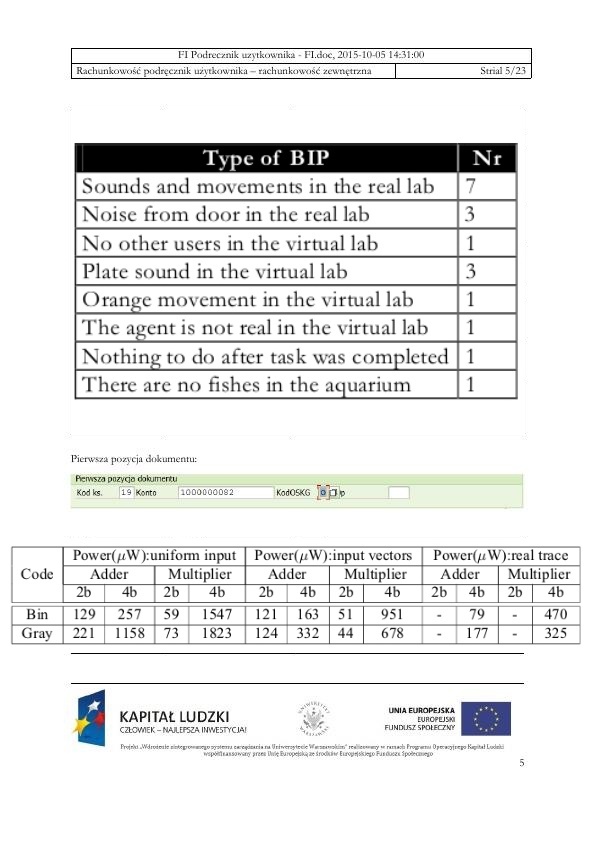 FI Podrecznik uzytkownika - FI.doc, 2015-10-05 14:31:00
Rachunkowość podręcznik użytkownika – rachunkowość zewnętrzna Strial 5/23
Type of BIP Nr
Sounds and movements in the real lab 7
Noise from door in the real lab 3
No other users in the virtual lab 1
Plate sound in the virtual lab 3
Orange movement in the virtual lab 1
The agent is not real in the virtual lab 1
Nothing to do after task was completed 1
There are no fishes in the aquarium 1
Pierwsza pozycja dokumentu:
Pierwsza pozycja dokumentu
Kod ks. 19 Konto 1000000082 KodOSKG
Power(μW):uniform input Power(μW):input vectors Power(μW):real trace
Code Adder Multiplier Adder Multiplier Adder Multiplier
2b 4b 2b 4b 2b 4b 2b 4b 2b 4b 2b 4b
Bin 129 257 59 1547 121 163 51 951 - 79 - 470
Gray 221 1158 73 1823 124 332 44 678 - 177 - 325
KAPITAŁ LUDZKI
CZŁOWIEK – NAJLEPSZA INWESTYCJA!
UNIWERSYTET WARSZAWSKI
UNIA EUROPEJSKA
EUROPEJSKI
FUNDUSZ SPOŁECZNY
Projekt „Wdrożenie zintegrowanego systemu zarządzania na Uniwersytecie Warszawskim" realizowany w ramach Programu Operacyjnego Kapitał Ludzki
współfinansowany przez Unię Europejską ze środków Europejskiego Funduszu Społecznego
5